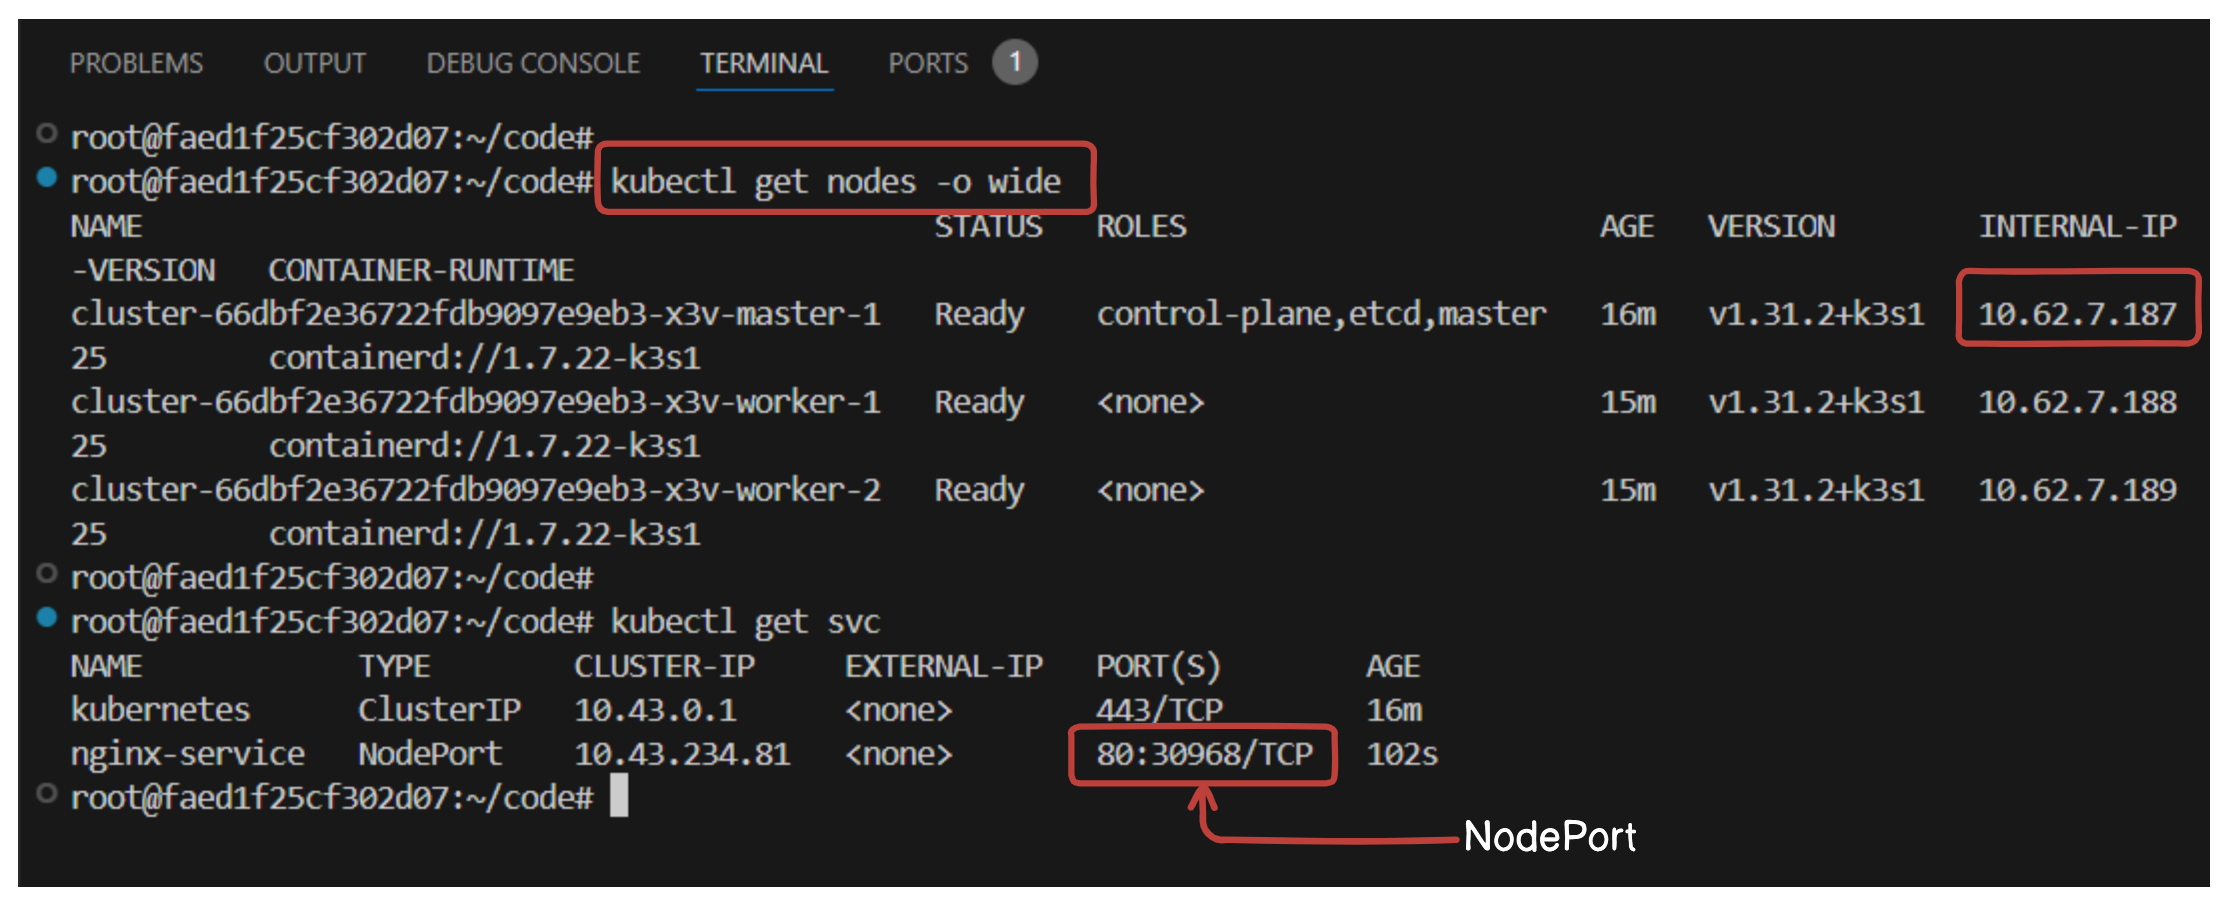 PROBLEMS OUTPUT DEBUG CONSOLE TERMINAL PORTS 1
root@faed1f25cf302d07:~/code#
root@faed1f25cf302d07:~/code# kubectl get nodes -o wide
NAME STATUS ROLES AGE VERSION INTERNAL-IP
-VERSION CONTAINER-RUNTIME
cluster-66dbf2e36722fdb9097e9eb3-x3v-master-1 Ready control-plane,etcd,master 16m v1.31.2+k3s1 10.62.7.187
25 containerd://1.7.22-k3s1
cluster-66dbf2e36722fdb9097e9eb3-x3v-worker-1 Ready <none> 15m v1.31.2+k3s1 10.62.7.188
25 containerd://1.7.22-k3s1
cluster-66dbf2e36722fdb9097e9eb3-x3v-worker-2 Ready <none> 15m v1.31.2+k3s1 10.62.7.189
25 containerd://1.7.22-k3s1
root@faed1f25cf302d07:~/code#
root@faed1f25cf302d07:~/code# kubectl get svc
NAME TYPE CLUSTER-IP EXTERNAL-IP PORT(S) AGE
kubernetes ClusterIP 10.43.0.1 <none> 443/TCP 16m
nginx-service NodePort 10.43.234.81 <none> 80:30968/TCP 102s
root@faed1f25cf302d07:~/code#
NodePort